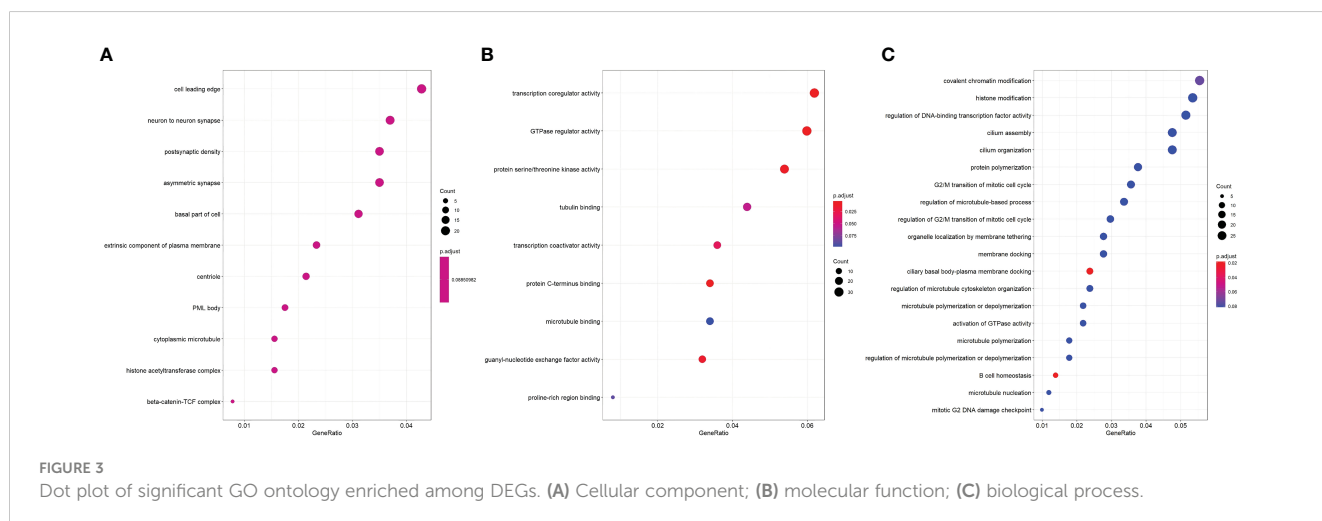 A
cell leading edge
neuron to neuron synapse
postsynaptic density
asymmetric synapse
basal part of cell
extrinsic component of plasma membrane
centriole
PML body
cytoplasmic microtubule
histone acetyltransferase complex
beta-catenin-TCF complex
0.01 0.02 0.03 0.04
GeneRatio
Count
5
10
15
20
p.adjust
0.08850982
B
transcription coregulator activity
GTPase regulator activity
protein serine/threonine kinase activity
tubulin binding
transcription coactivator activity
protein C-terminus binding
microtubule binding
guanyl-nucleotide exchange factor activity
proline-rich region binding
0.02 0.04 0.06
GeneRatio
p.adjust
0.025
0.050
0.075
Count
10
20
30
C
covalent chromatin modification
histone modification
regulation of DNA-binding transcription factor activity
cilium assembly
cilium organization
protein polymerization
G2/M transition of mitotic cell cycle
regulation of microtubule-based process
regulation of G2/M transition of mitotic cell cycle
organelle localization by membrane tethering
membrane docking
ciliary basal body-plasma membrane docking
regulation of microtubule cytoskeleton organization
microtubule polymerization or depolymerization
activation of GTPase activity
microtubule polymerization
regulation of microtubule polymerization or depolymerization
B cell homeostasis
microtubule nucleation
mitotic G2 DNA damage checkpoint
0.01 0.02 0.03 0.04 0.05
GeneRatio
Count
5
10
15
20
25
p.adjust
0.02
0.04
0.06
0.08
FIGURE 3
Dot plot of significant GO ontology enriched among DEGs. (A) Cellular component; (B) molecular function; (C) biological process.